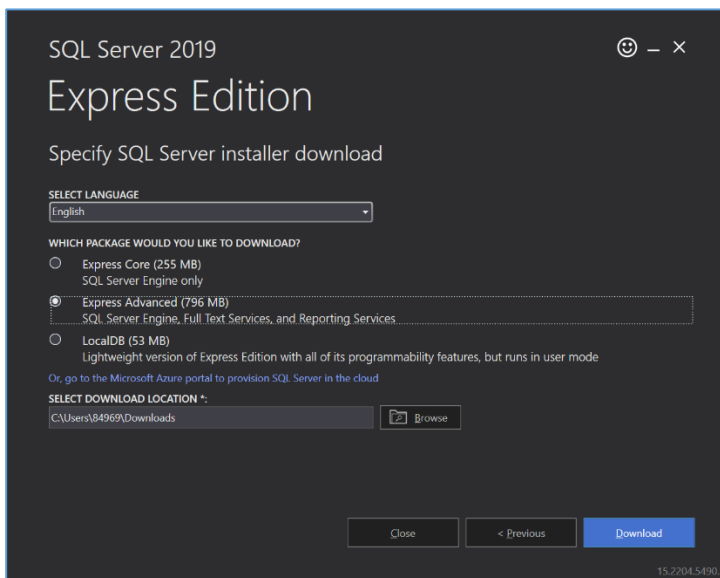 SQL Server 2019
Express Edition
Specify SQL Server installer download
SELECT LANGUAGE
English
WHICH PACKAGE WOULD YOU LIKE TO DOWNLOAD?
Express Core (255 MB)
SQL Server Engine only
Express Advanced (796 MB)
SQL Server Engine, Full Text Services, and Reporting Services
LocalDB (53 MB)
Lightweight version of Express Edition with all of its programmability features, but runs in user mode
Or, go to the Microsoft Azure portal to provision SQL Server in the cloud
SELECT DOWNLOAD LOCATION *:
C:\Users\84969\Downloads
Browse
Close
< Previous
Download
15.2204.5490.